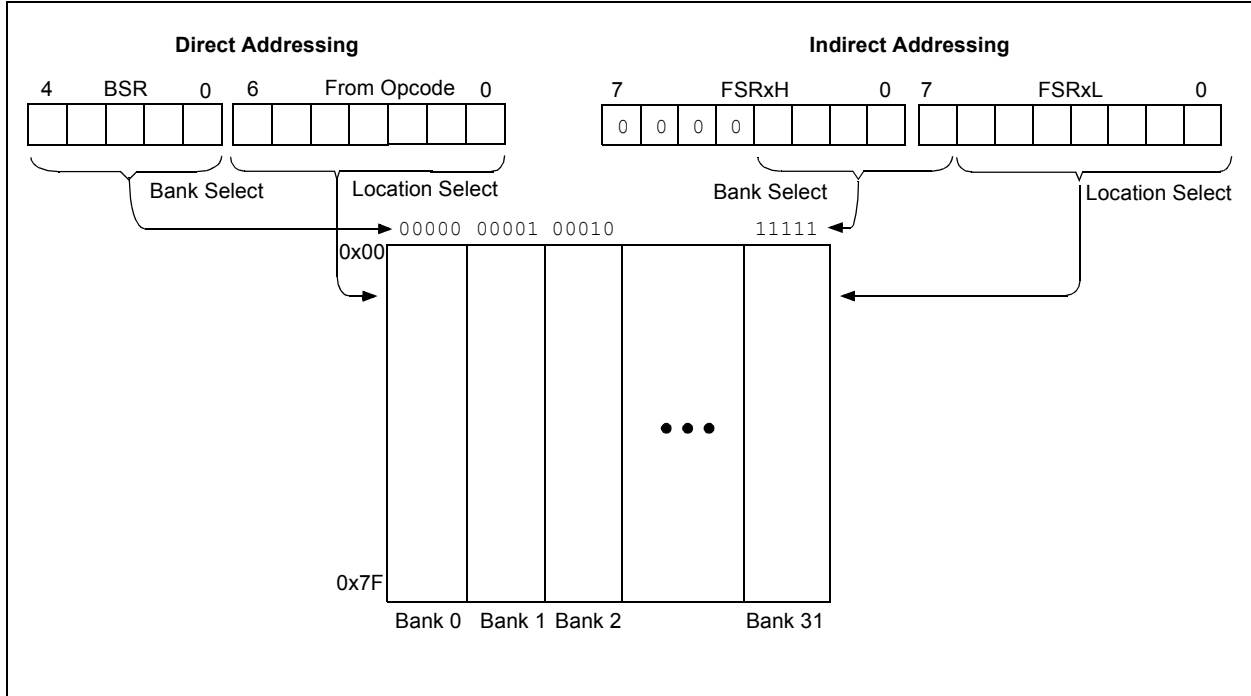 Direct Addressing
Indirect Addressing
4 BSR 0 6 From Opcode 0
7 FSRxH 0 7 FSRxL 0
0 0 0 0
Bank Select
Location Select
Bank Select
Location Select
00000 00001 00010 11111
0x00
0x7F
Bank 0 Bank 1 Bank 2 Bank 31